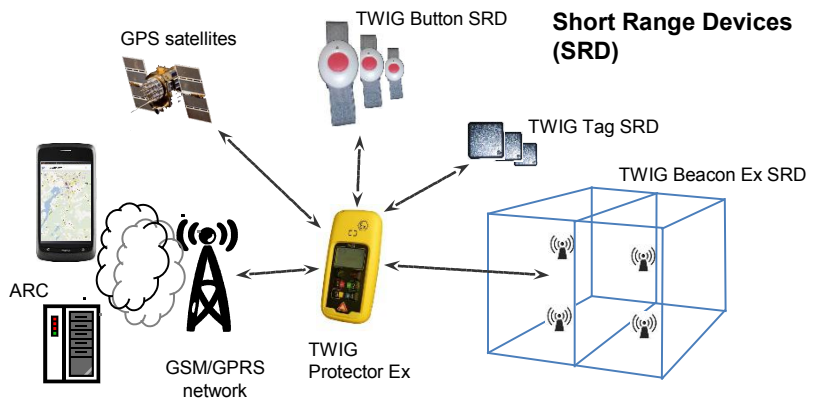 TWIG Button SRD
Short Range Devices
(SRD)
GPS satellites
TWIG Tag SRD
TWIG Beacon Ex SRD
ARC
GSM/GPRS
network
TWIG
Protector Ex